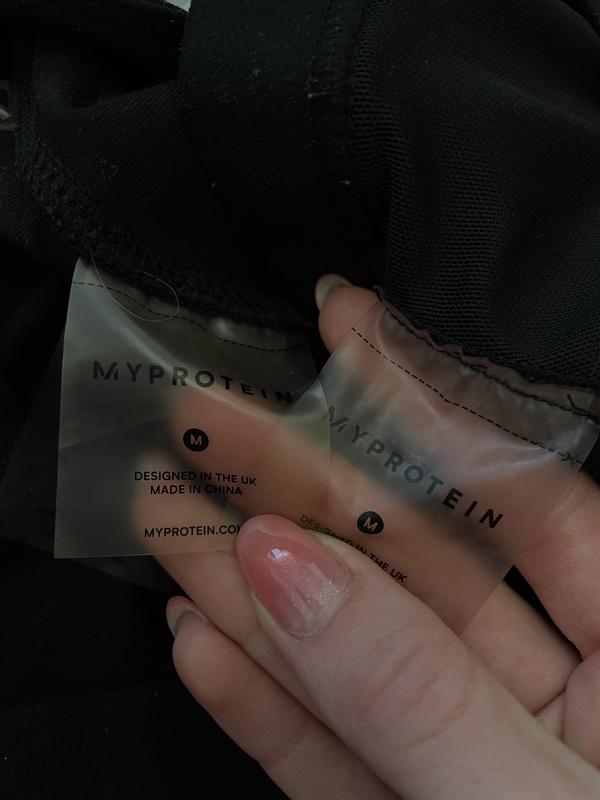 MYPROTEIN
M
DESIGNED IN THE UK
MADE IN CHINA
MYPROTEIN.COM
MYPROTEIN
M
DESIGNED IN THE UK